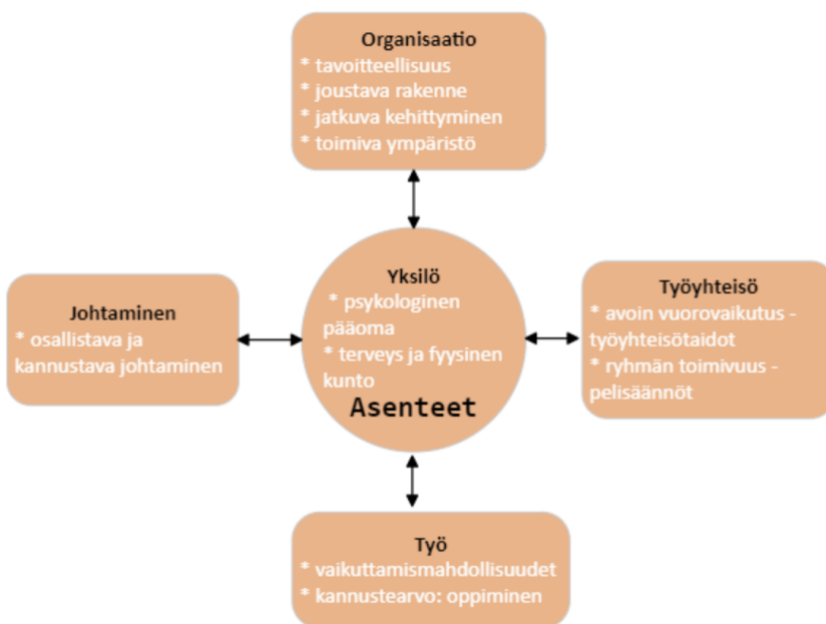 Organisaatio
* tavoitteellisuus
* joustava rakenne
* jatkuva kehittyminen
* toimiva ympäristö
Johtaminen
* osallistava ja
kannustava johtaminen
Yksilö
* psykologinen
pääoma
* terveys ja fyysinen
kunto
Asenteet
Työyhteisö
* avoin vuorovaikutus -
työyhteisötaidot
* ryhmän toimivuus -
pelisäännöt
Työ
* vaikuttamismahdollisuudet
* kannustearvo: oppiminen